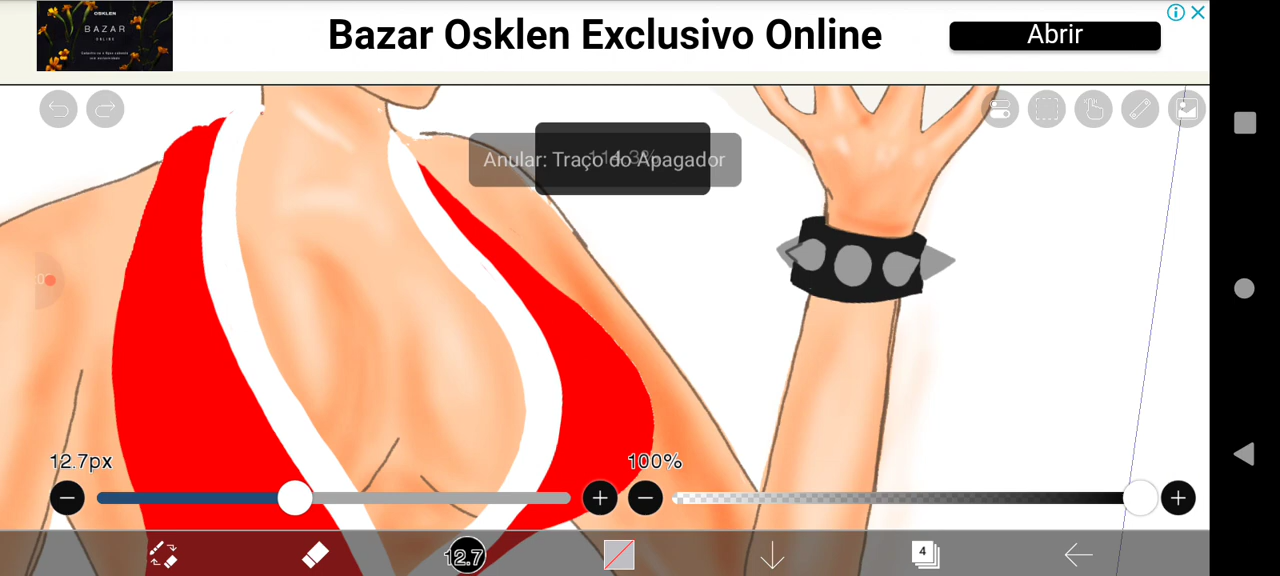 OSKLEN
BAZAR
ONLINE
Bazar Osklen Exclusivo Online
Abrir
Anular: Traço do Apagador
12.7px
100%
12.7
4